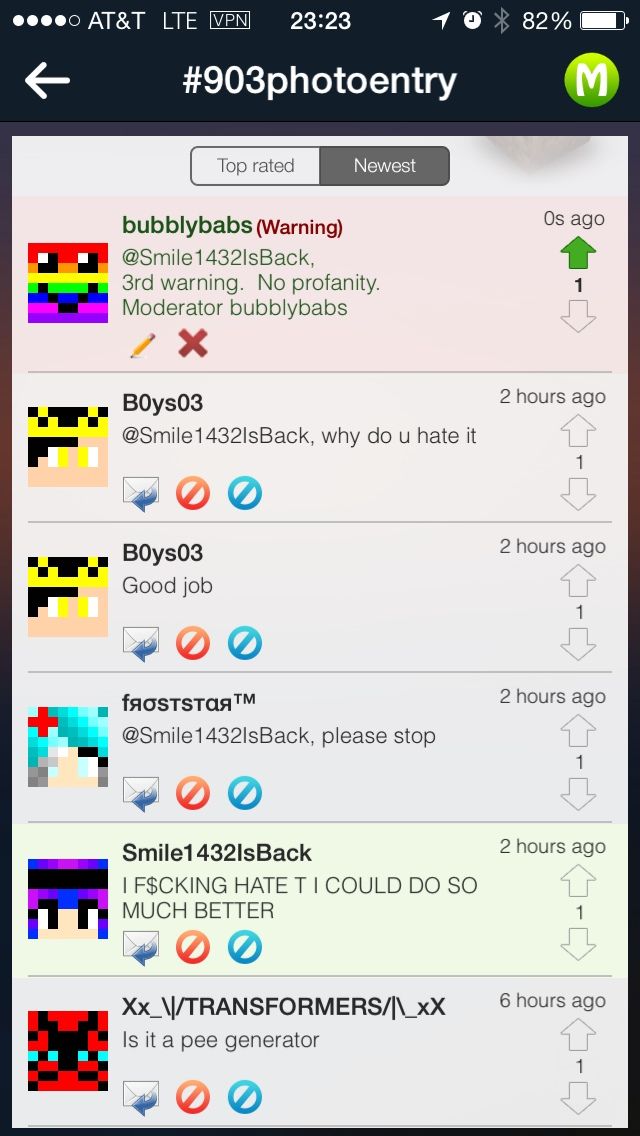 AT&T LTE VPN 23:23 82%
#903photoentry M
Top rated Newest
bubblybabs (Warning) 0s ago
@Smile1432IsBack,
3rd warning. No profanity.
Moderator bubblybabs
1
B0ys03 2 hours ago
@Smile1432IsBack, why do u hate it
1
B0ys03 2 hours ago
Good job
1
fяσѕтѕтαя™ 2 hours ago
@Smile1432IsBack, please stop
1
Smile1432IsBack 2 hours ago
I F$CKING HATE T I COULD DO SO
MUCH BETTER
1
Xx_\|/TRANSFORMERS/|\_xX 6 hours ago
Is it a pee generator
1